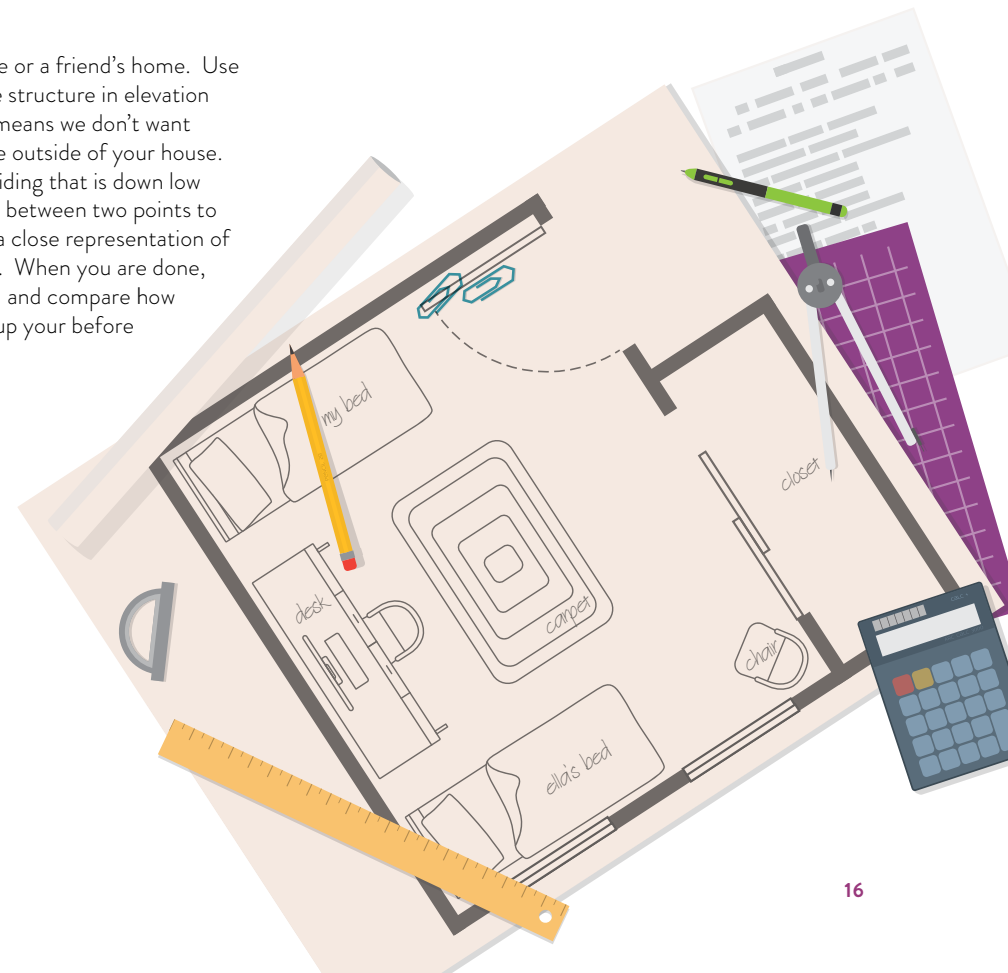 e or a friend's home.  Use
e structure in elevation
means we don't want
e outside of your house.
iding that is down low
between two points to
a close representation of
.  When you are done,
and compare how
up your before
my bed
closet
desk
carpet
chair
ella's bed
16